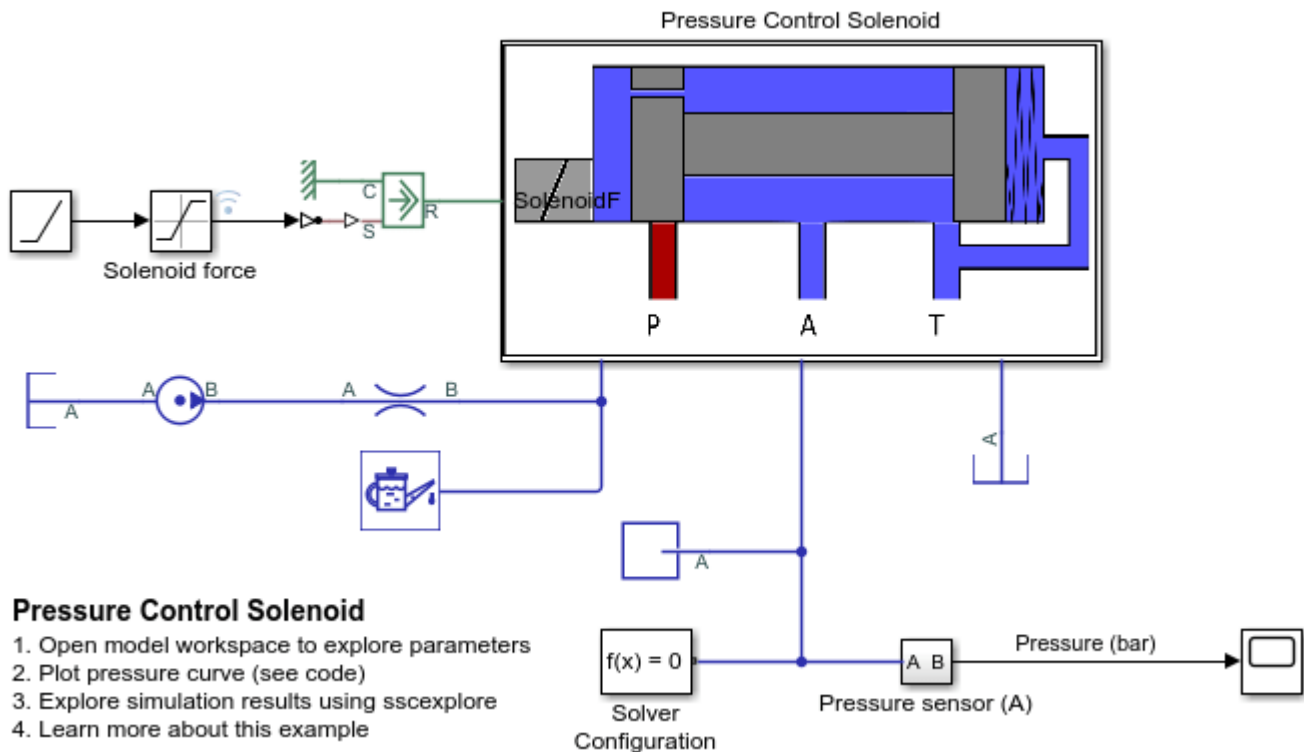 Pressure Control Solenoid
SolenoidF
C
S
R
Solenoid force
P
A
T
A
A
B
A
B
A
A
Pressure Control Solenoid
1. Open model workspace to explore parameters
2. Plot pressure curve (see code)
3. Explore simulation results using sscexplore
4. Learn more about this example
f(x) = 0
Solver
Configuration
A B
Pressure sensor (A)
Pressure (bar)